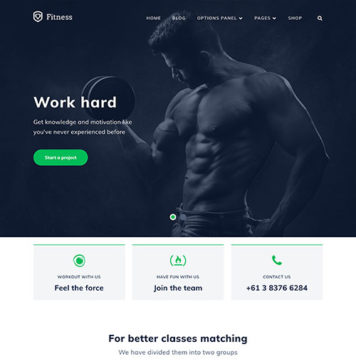 Fitness
HOME BLOG OPTIONS PANEL PAGES SHOP
Work hard
Get knowledge and motivation like
you've never experienced before
Start a project
WORKOUT WITH US
Feel the force
HAVE FUN WITH US
Join the team
CONTACT US
+61 3 8376 6284
For better classes matching
We have divided them into two groups